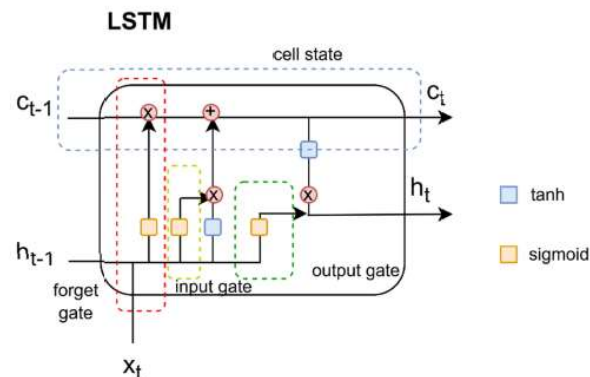 LSTM
cell state
Cₜ₋₁
x
+
Cₜ
x
x
hₜ
tanh
hₜ₋₁
output gate
sigmoid
forget
gate
input gate
xₜ